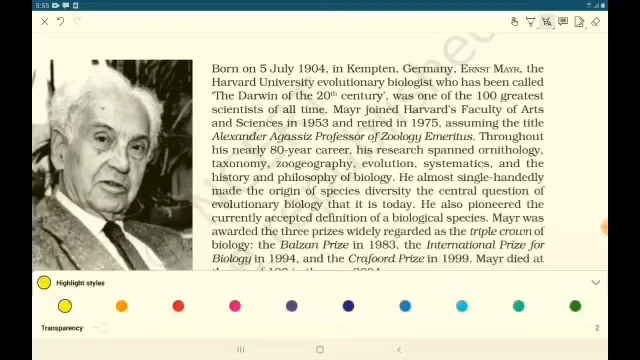 5:55
Born on 5 July 1904, in Kempten, Germany, ERNST MAYR, the
Harvard University evolutionary biologist who has been called
‘The Darwin of the 20th century’, was one of the 100 greatest
scientists of all time. Mayr joined Harvard's Faculty of Arts
and Sciences in 1953 and retired in 1975, assuming the title
Alexander Agassiz Professor of Zoology Emeritus. Throughout
his nearly 80-year career, his research spanned ornithology,
taxonomy, zoogeography, evolution, systematics, and the
history and philosophy of biology. He almost single-handedly
made the origin of species diversity the central question of
evolutionary biology that it is today. He also pioneered the
currently accepted definition of a biological species. Mayr was
awarded the three prizes widely regarded as the triple crown of
biology: the Balzan Prize in 1983, the International Prize for
Biology in 1994, and the Crafoord Prize in 1999. Mayr died at
Highlight styles
Transparency
2